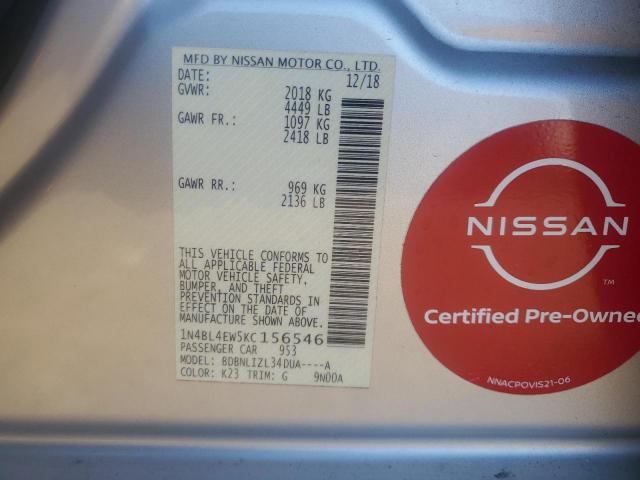 MFD BY NISSAN MOTOR CO., LTD.
DATE: 12/18
GVWR: 2018 KG
4449 LB
GAWR FR.: 1097 KG
2418 LB
GAWR RR.: 969 KG
2136 LB
THIS VEHICLE CONFORMS TO
ALL APPLICABLE FEDERAL
MOTOR VEHICLE SAFETY,
BUMPER, AND THEFT
PREVENTION STANDARDS IN
EFFECT ON THE DATE OF
MANUFACTURE SHOWN ABOVE.
1N4BL4EW5KC156546
PASSENGER CAR 953
MODEL: BDBNLIZL34DUA----A
COLOR: K23 TRIM: G 9N00A
NISSAN
TM
Certified Pre-Owned
NNACPOVIS21-06